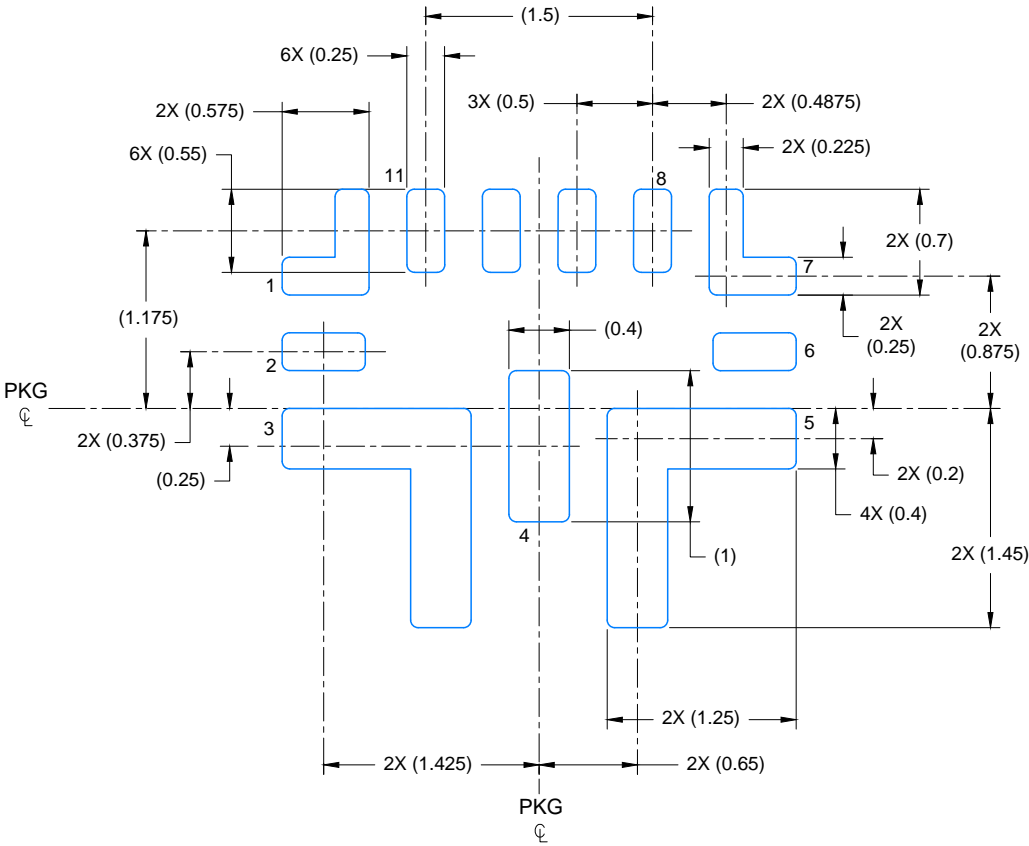 (1.5)
6X (0.25)
3X (0.5)
2X (0.4875)
2X (0.575)
2X (0.225)
6X (0.55)
11
8
2X (0.7)
7
1
(1.175)
(0.4)
2X
(0.25)
2X
(0.875)
2
6
PKG
℄
3
5
2X (0.375)
(0.25)
2X (0.2)
4X (0.4)
4
(1)
2X (1.45)
2X (1.25)
2X (1.425)
2X (0.65)
PKG
℄